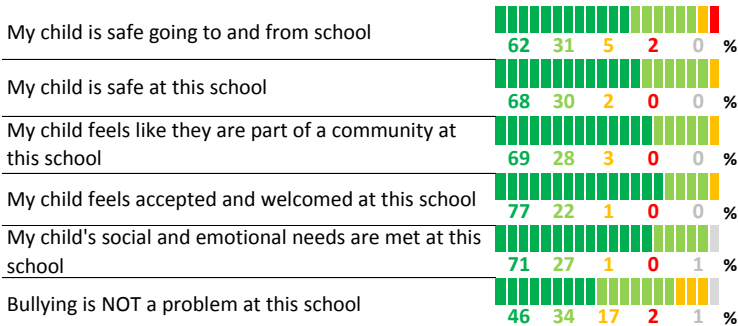 My child is safe going to and from school
62 31 5 2 0 %
My child is safe at this school
68 30 2 0 0 %
My child feels like they are part of a community at
this school
69 28 3 0 0 %
My child feels accepted and welcomed at this school
77 22 1 0 0 %
My child's social and emotional needs are met at this
school
71 27 1 0 1 %
Bullying is NOT a problem at this school
46 34 17 2 1 %